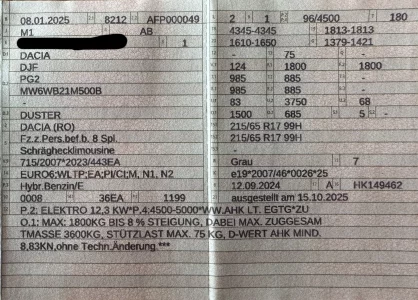 08.01.2025 8212 AFP000049
M1 AB
1
DACIA
DJF
PG2
MW6WB21M500B
-
DUSTER
DACIA (RO)
Fz.z.Pers.bef.b. 8 Spl.
Schräghecklimousine
715/2007*2023/443EA
EURO6;WLTP;EA;PI/CI;M, N1, N2
Hybr.Benzin/E
0008 36EA 1199
2 1 96/4500 180
4345-4345 1813-1813
1610-1650 1379-1421
- 75 -
124 1800 1800
985 885 -
985 885 -
83 3750 68
1500 685 5 -
215/65 R17 99H
215/65 R17 99H
-
Grau 7
e19*2007/46*0026*25
12.09.2024 A HK149462
ausgestellt am 15.10.2025
P.2: ELEKTRO 12,3 KW*P.4:4500-5000*WW.AHK LT. EGTG*ZU
O.1: MAX: 1800KG BIS 8 % STEIGUNG, DABEI MAX. ZUGGESAM
TMASSE 3600KG, STÜTZLAST MAX. 75 KG, D-WERT AHK MIND.
8,83KN,ohne Techn.Änderung.***